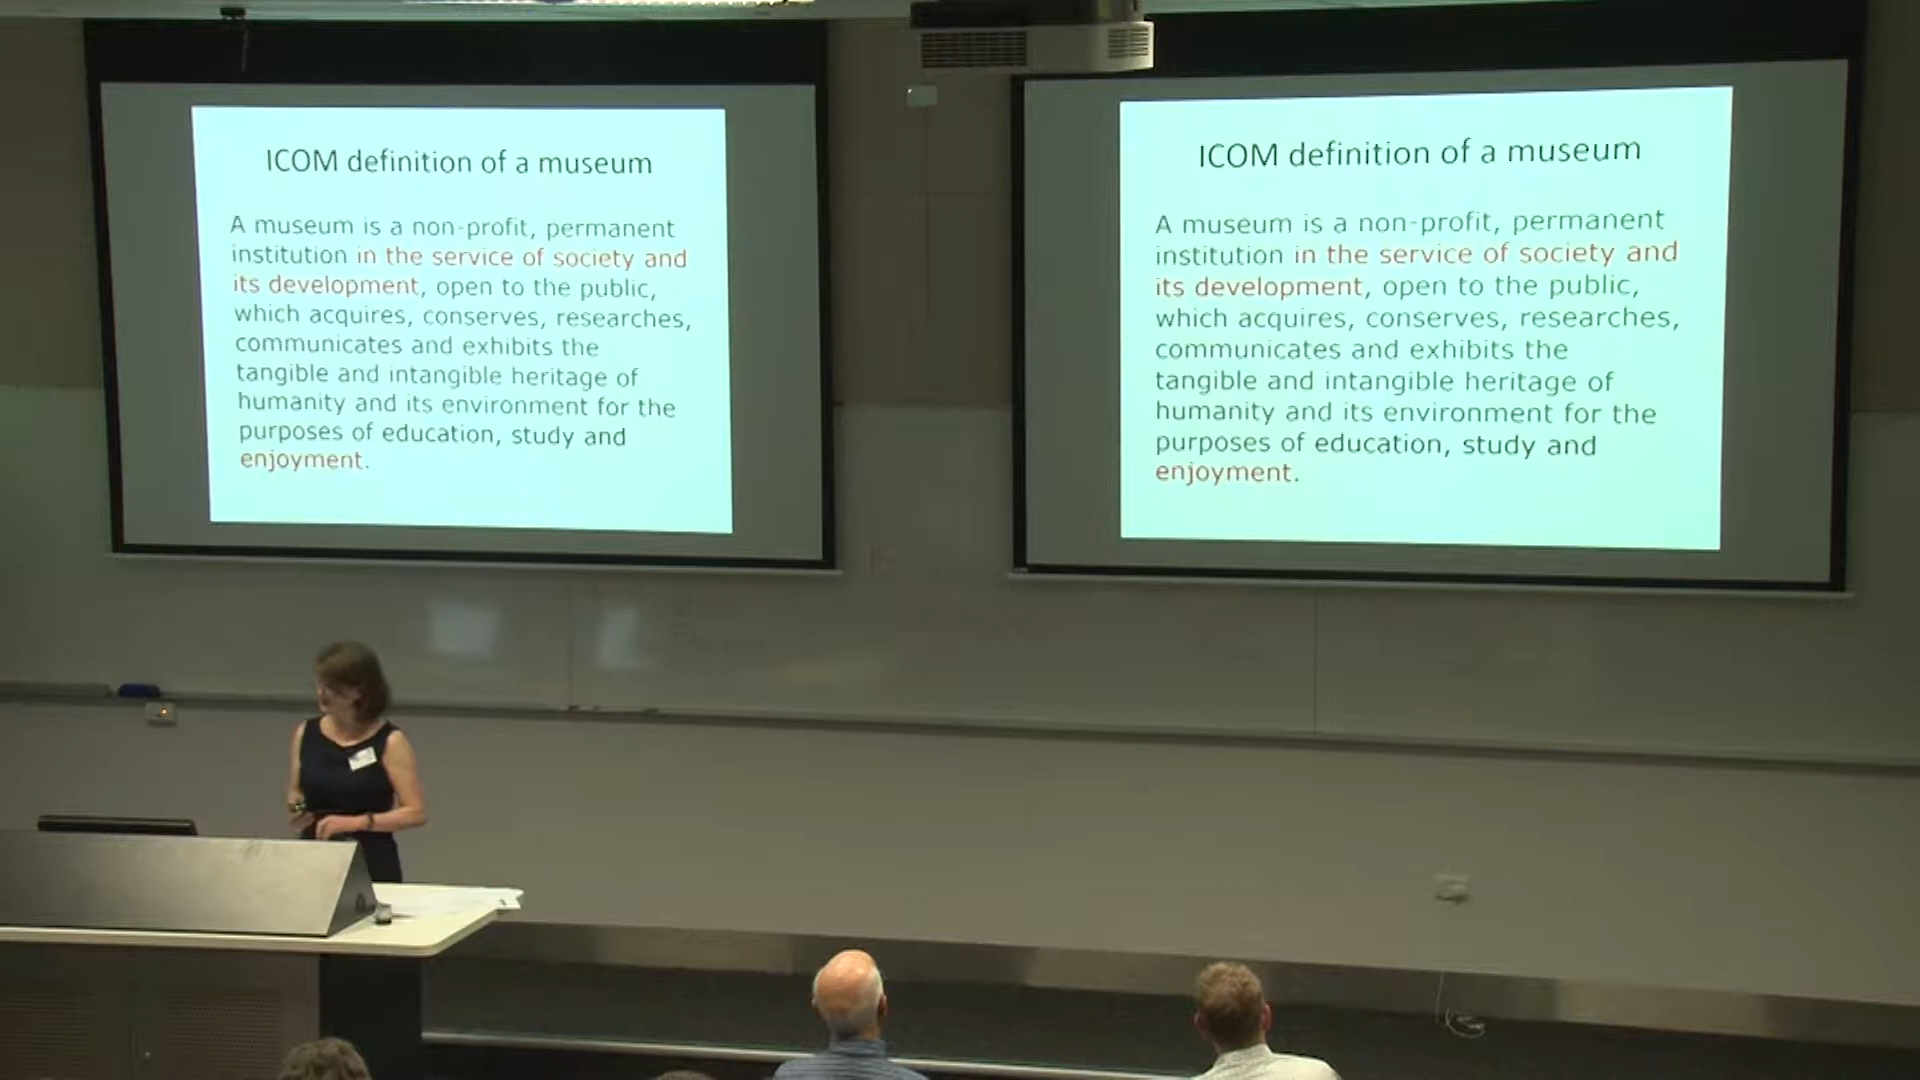 ICOM definition of a museum
A museum is a non-profit, permanent
institution in the service of society and
its development, open to the public,
which acquires, conserves, researches,
communicates and exhibits the
tangible and intangible heritage of
humanity and its environment for the
purposes of education, study and
enjoyment.
ICOM definition of a museum
A museum is a non-profit, permanent
institution in the service of society and
its development, open to the public,
which acquires, conserves, researches,
communicates and exhibits the
tangible and intangible heritage of
humanity and its environment for the
purposes of education, study and
enjoyment.